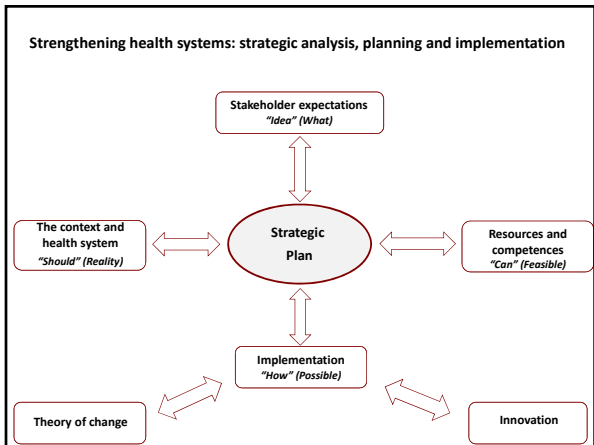 Strengthening health systems: strategic analysis, planning and implementation
Stakeholder expectations
“Idea” (What)
The context and
health system
“Should” (Reality)
Strategic
Plan
Resources and
competences
“Can” (Feasible)
Implementation
“How” (Possible)
Theory of change
Innovation